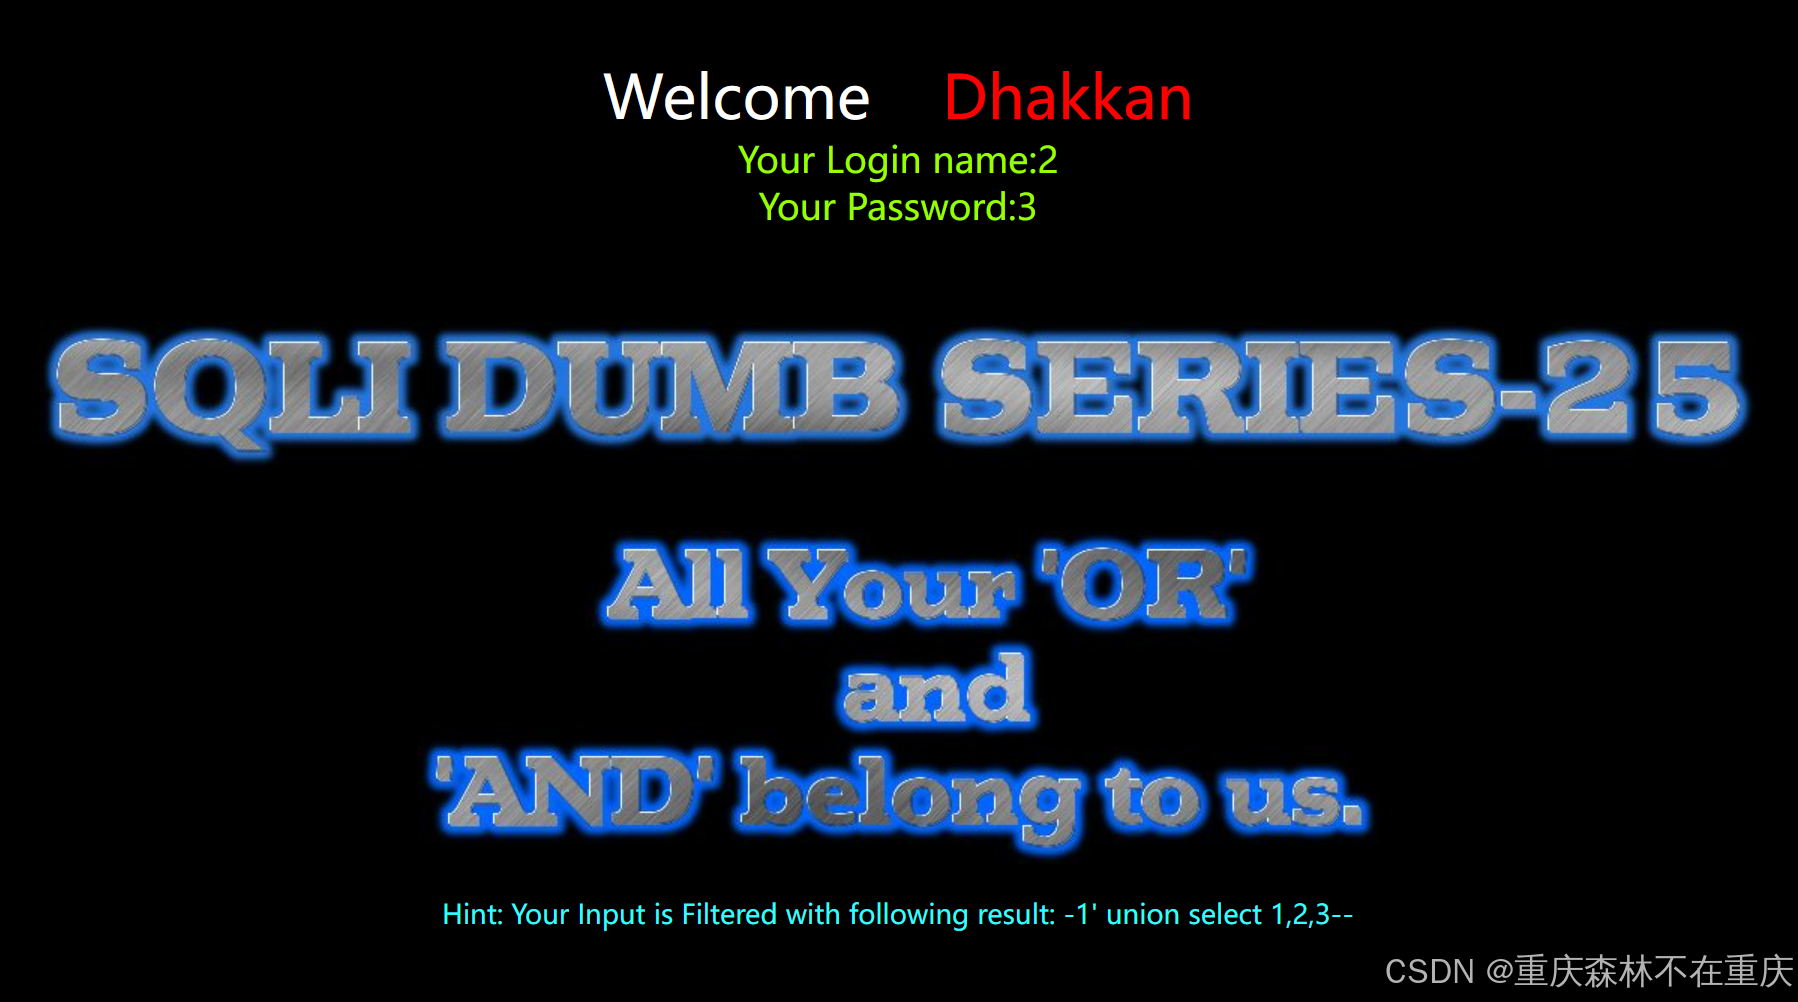 Welcome Dhakkan
Your Login name:2
Your Password:3
SQLI DUMB SERIES-25
All Your 'OR'
and
'AND' belong to us.
Hint: Your Input is Filtered with following result: -1' union select 1,2,3--
CSDN @重庆森林不在重庆